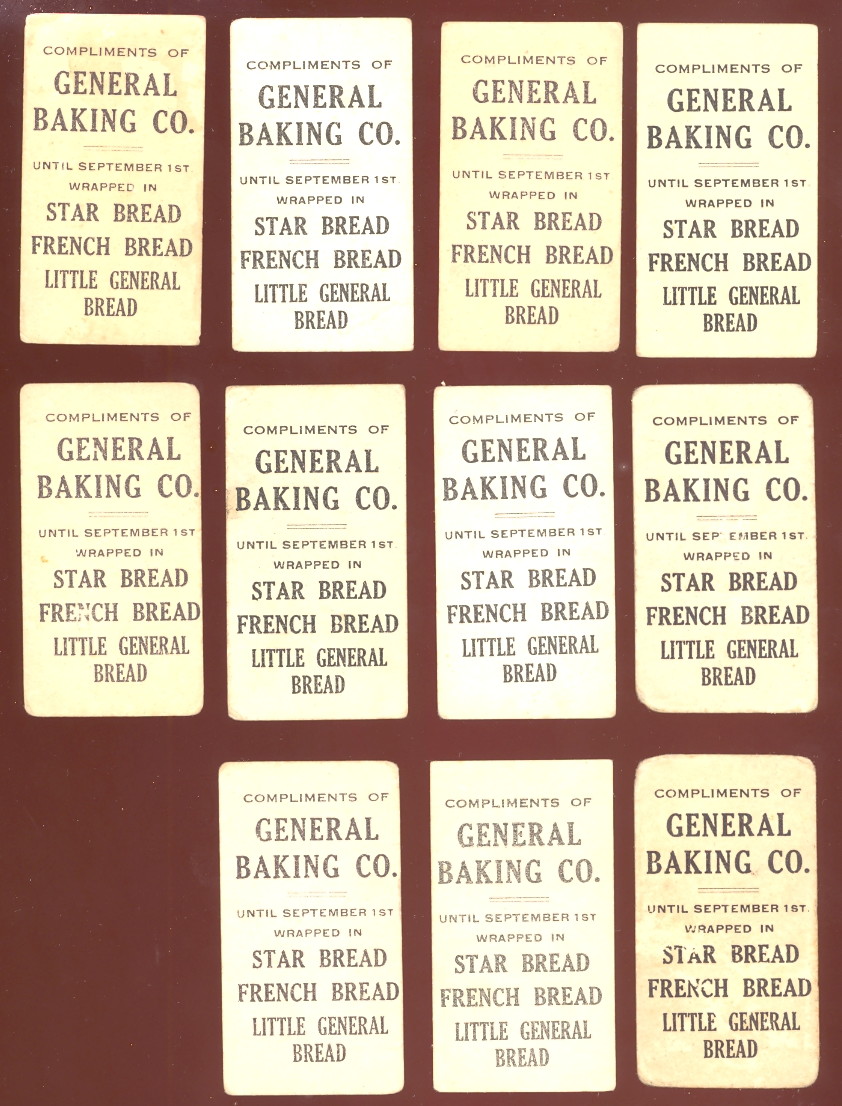 COMPLIMENTS OF
GENERAL
BAKING CO.
UNTIL SEPTEMBER 1ST
WRAPPED IN
STAR BREAD
FRENCH BREAD
LITTLE GENERAL
BREAD
COMPLIMENTS OF
GENERAL
BAKING CO.
UNTIL SEPTEMBER 1ST.
WRAPPED IN
STAR BREAD
FRENCH BREAD
LITTLE GENERAL
BREAD
COMPLIMENTS OF
GENERAL
BAKING CO.
UNTIL SEPTEMBER 1ST
WRAPPED IN
STAR BREAD
FRENCH BREAD
LITTLE GENERAL
BREAD
COMPLIMENTS OF
GENERAL
BAKING CO.
UNTIL SEPTEMBER 1ST.
WRAPPED IN
STAR BREAD
FRENCH BREAD
LITTLE GENERAL
BREAD
COMPLIMENTS OF
GENERAL
BAKING CO.
UNTIL SEPTEMBER 1ST
WRAPPED IN
STAR BREAD
FRENCH BREAD
LITTLE GENERAL
BREAD
COMPLIMENTS OF
GENERAL
BAKING CO.
UNTIL SEPTEMBER 1ST.
WRAPPED IN
STAR BREAD
FRENCH BREAD
LITTLE GENERAL
BREAD
COMPLIMENTS OF
GENERAL
BAKING CO.
UNTIL SEPTEMBER 1ST.
WRAPPED IN
STAR BREAD
FRENCH BREAD
LITTLE GENERAL
BREAD
COMPLIMENTS OF
GENERAL
BAKING CO.
UNTIL SEPTEMBER 1ST.
WRAPPED IN
STAR BREAD
FRENCH BREAD
LITTLE GENERAL
BREAD
COMPLIMENTS OF
GENERAL
BAKING CO.
UNTIL SEPTEMBER 1ST
WRAPPED IN
STAR BREAD
FRENCH BREAD
LITTLE GENERAL
BREAD
COMPLIMENTS OF
GENERAL
BAKING CO.
UNTIL SEPTEMBER 1ST
WRAPPED IN
STAR BREAD
FRENCH BREAD
LITTLE GENERAL
BREAD
COMPLIMENTS OF
GENERAL
BAKING CO.
UNTIL SEPTEMBER 1ST.
WRAPPED IN
STAR BREAD
FRENCH BREAD
LITTLE GENERAL
BREAD